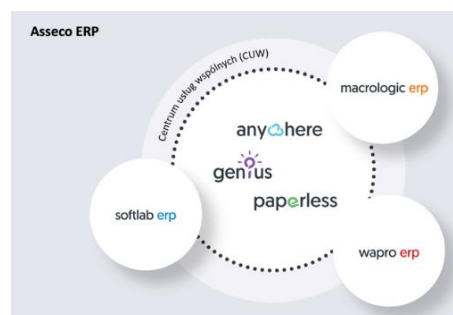 Asseco ERP
Centrum usług wspólnych (CUW)
macrologic erp
anywhere
genius
paperless
softlab erp
wapro erp